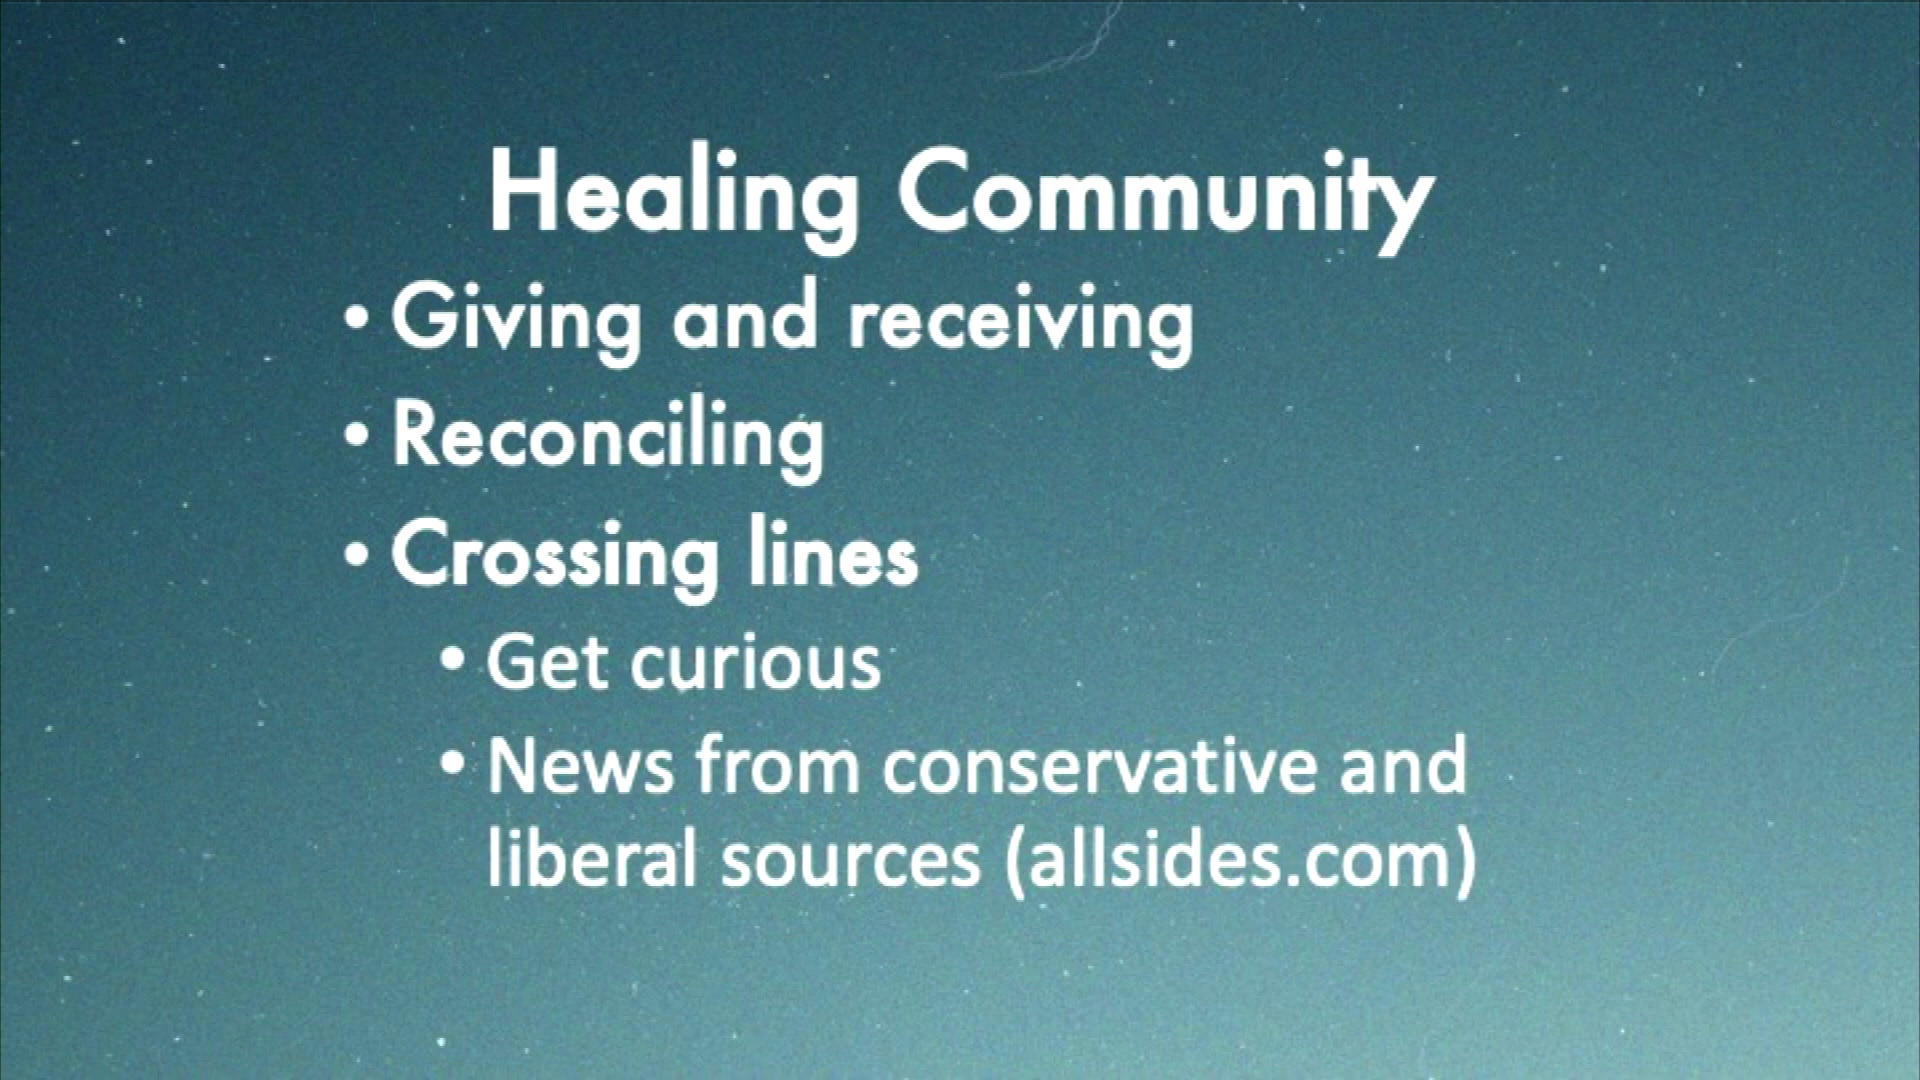 Healing Community
• Giving and receiving
• Reconciling
• Crossing lines
• Get curious
• News from conservative and
liberal sources (allsides.com)